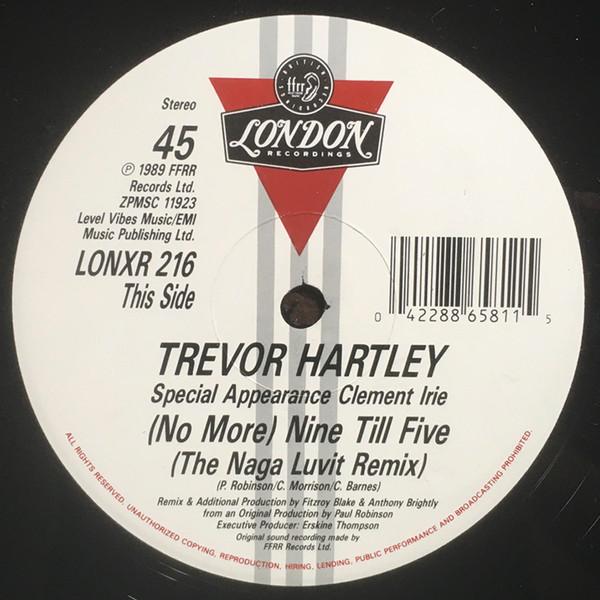 BRITISH
ffrr
LONDON
RECORDINGS
Stereo
45
℗ 1989 FFRR
Records Ltd.
ZPMSC 11923
Level Vibes Music/EMI
Music Publishing Ltd.
LONXR 216
This Side
0 42288 65811 5
TREVOR HARTLEY
Special Appearance Clement Irie
(No More) Nine Till Five
(The Naga Luvit Remix)
(P. Robinson/C. Morrison/C. Barnes)
Remix & Additional Production by Fitzroy Blake & Anthony Brightly
from an Original Production by Paul Robinson
Executive Producer: Erskine Thompson
Original sound recording made by
FFRR Records Ltd.
ALL RIGHTS RESERVED. UNAUTHORIZED COPYING, REPRODUCTION, HIRING, LENDING, PUBLIC PERFORMANCE AND BROADCASTING PROHIBITED.